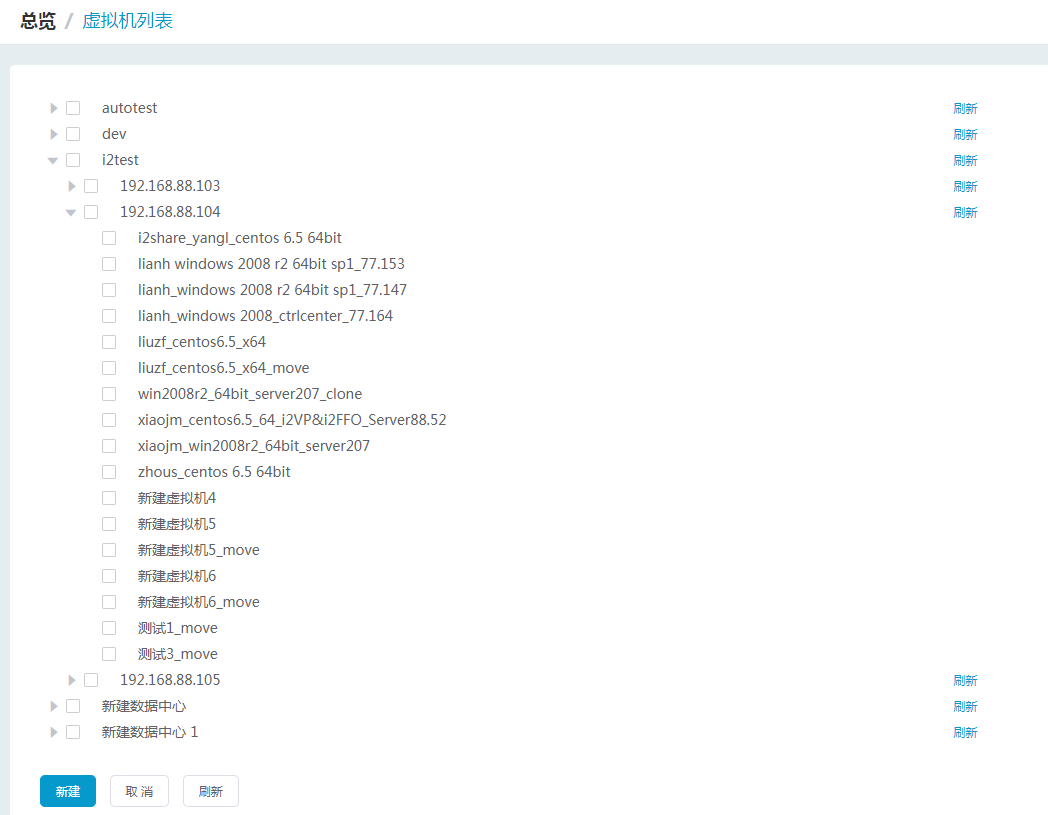 总览 / 虚拟机列表
autotest 刷新
dev 刷新
i2test 刷新
192.168.88.103 刷新
192.168.88.104 刷新
i2share_yangl_centos 6.5 64bit
lianh windows 2008 r2 64bit sp1_77.153
lianh_windows 2008 r2 64bit sp1_77.147
lianh_windows 2008_ctrlcenter_77.164
liuzf_centos6.5_x64
liuzf_centos6.5_x64_move
win2008r2_64bit_server207_clone
xiaojm_centos6.5_64_i2VP&i2FFO_Server88.52
xiaojm_win2008r2_64bit_server207
zhous_centos 6.5 64bit
新建虚拟机4
新建虚拟机5
新建虚拟机5_move
新建虚拟机6
新建虚拟机6_move
测试1_move
测试3_move
192.168.88.105 刷新
新建数据中心 刷新
新建数据中心 1 刷新
新建 取 消 刷新